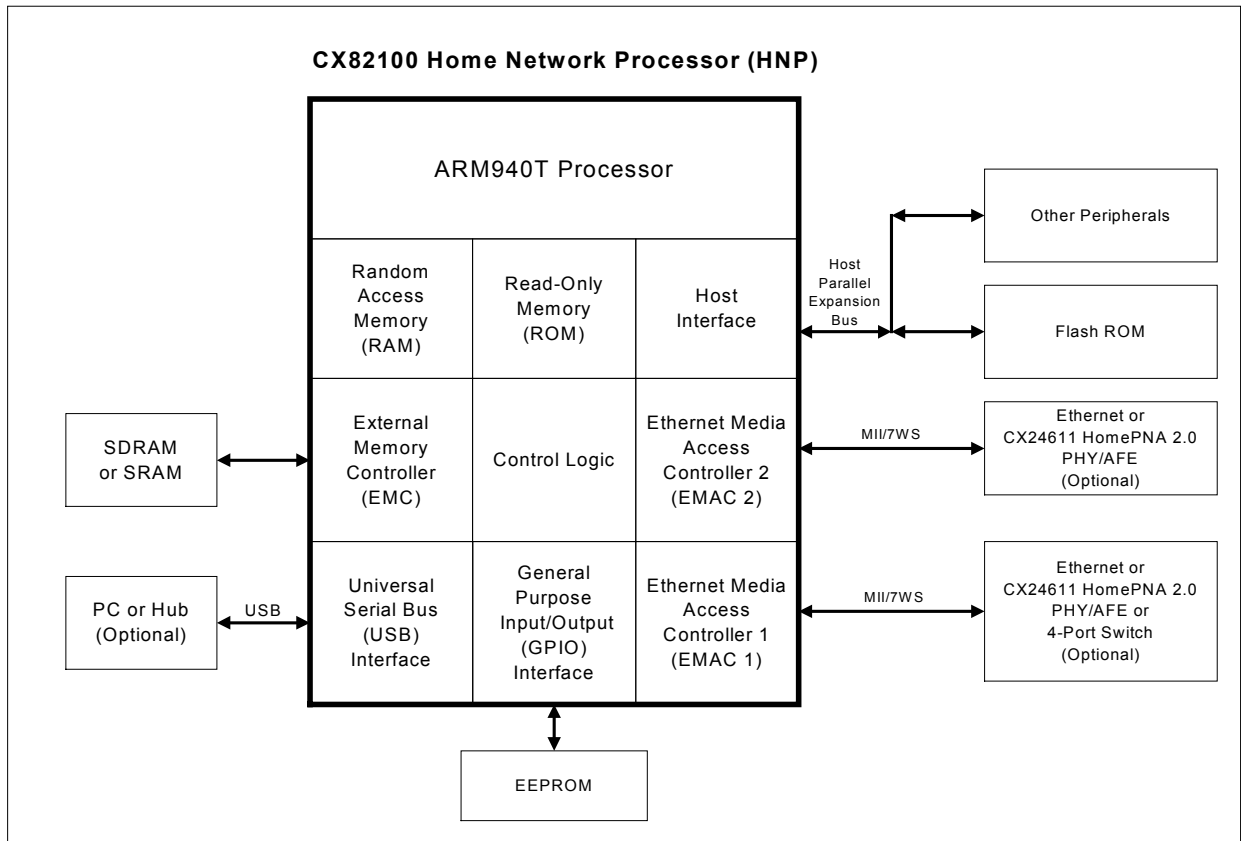 CX82100 Home Network Processor (HNP)
ARM940T Processor
Random
Access
Memory
(RAM)
Read-Only
Memory
(ROM)
Host
Interface
Host
Parallel
Expansion
Bus
Other Peripherals
Flash ROM
SDRAM
or SRAM
External
Memory
Controller
(EMC)
Control Logic
Ethernet Media
Access
Controller 2
(EMAC 2)
MII/7WS
Ethernet or
CX24611 HomePNA 2.0
PHY/AFE
(Optional)
PC or Hub
(Optional)
USB
Universal
Serial Bus
(USB)
Interface
General
Purpose
Input/Output
(GPIO)
Interface
Ethernet Media
Access
Controller 1
(EMAC 1)
MII/7WS
Ethernet or
CX24611 HomePNA 2.0
PHY/AFE or
4-Port Switch
(Optional)
EEPROM